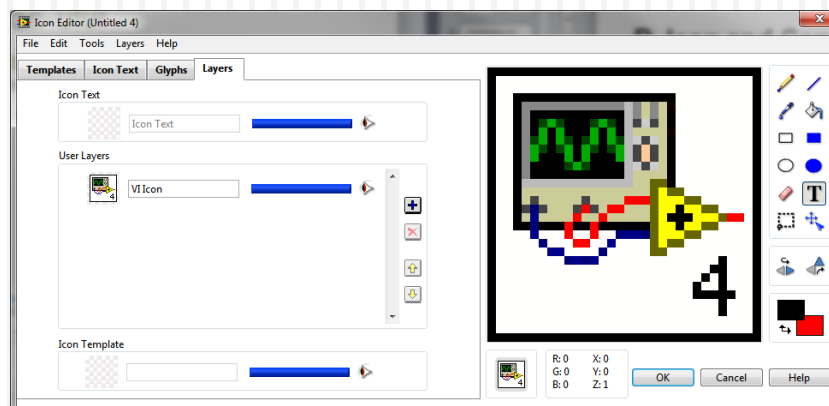 Icon Editor (Untitled 4)
File Edit Tools Layers Help
Templates Icon Text Glyphs Layers
Icon Text
Icon Text
User Layers
VI Icon
4
Icon Template
4
R: 0 X: 0
G: 0 Y: 0
B: 0 Z: 1
OK Cancel Help
T